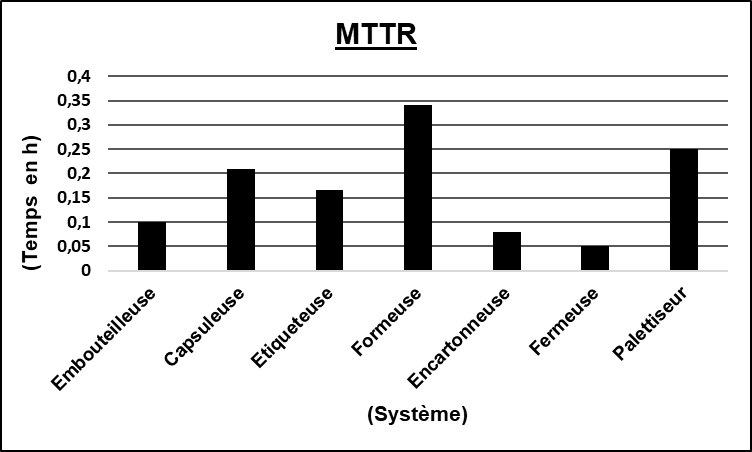 MTTR
(Temps en h)
0,4
0,35
0,3
0,25
0,2
0,15
0,1
0,05
0
Embouteilleuse
Capsuleuse
Etiqueteuse
Formeuse
Encartonneuse
Fermeuse
Palettiseur
(Système)